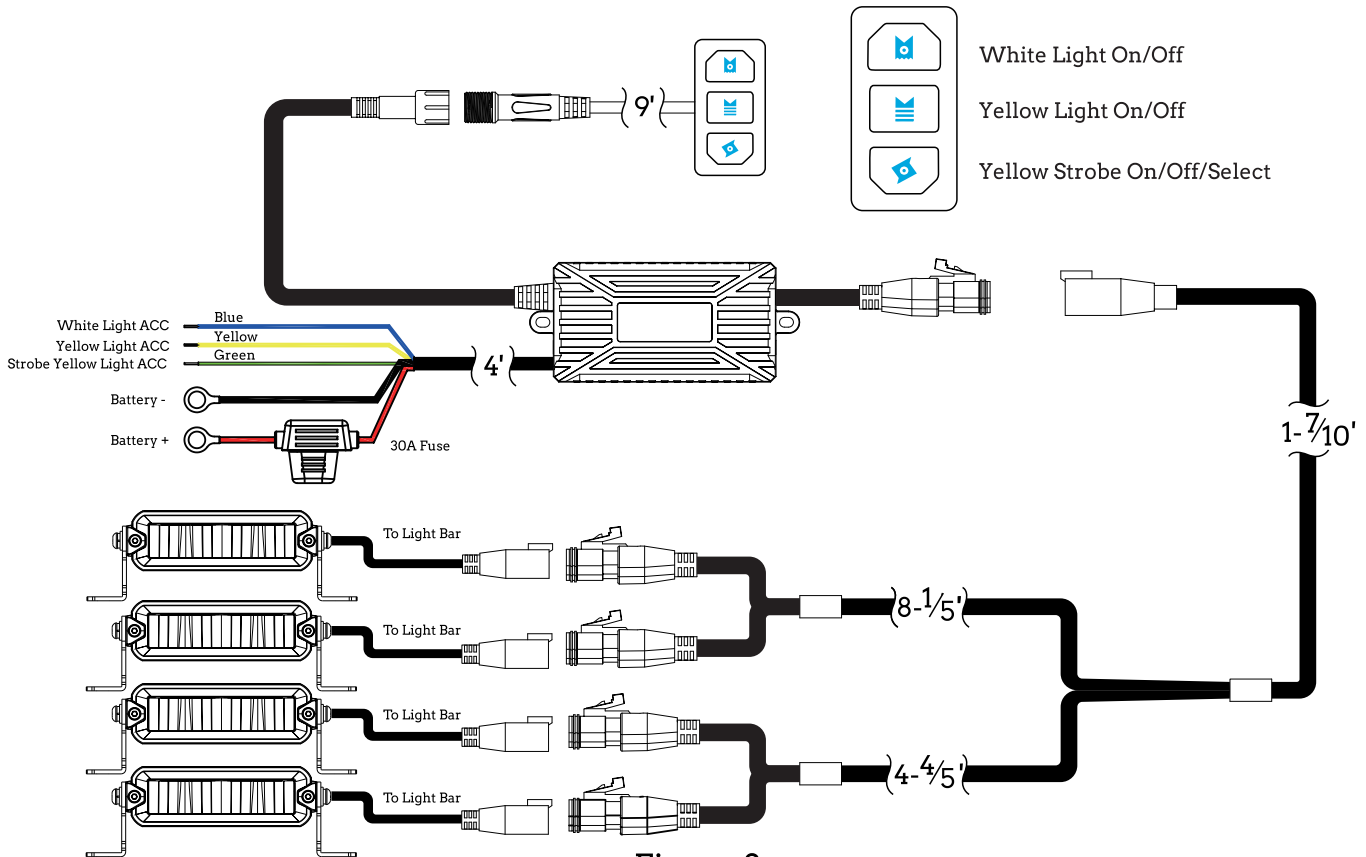 White Light On/Off
9'
Yellow Light On/Off
Yellow Strobe On/Off/Select
White Light ACC
Blue
Yellow Light ACC
Yellow
Strobe Yellow Light ACC
Green
4'
Battery -
Battery +
30A Fuse
1-7/10'
To Light Bar
8-1/5'
To Light Bar
To Light Bar
4-4/5'
To Light Bar